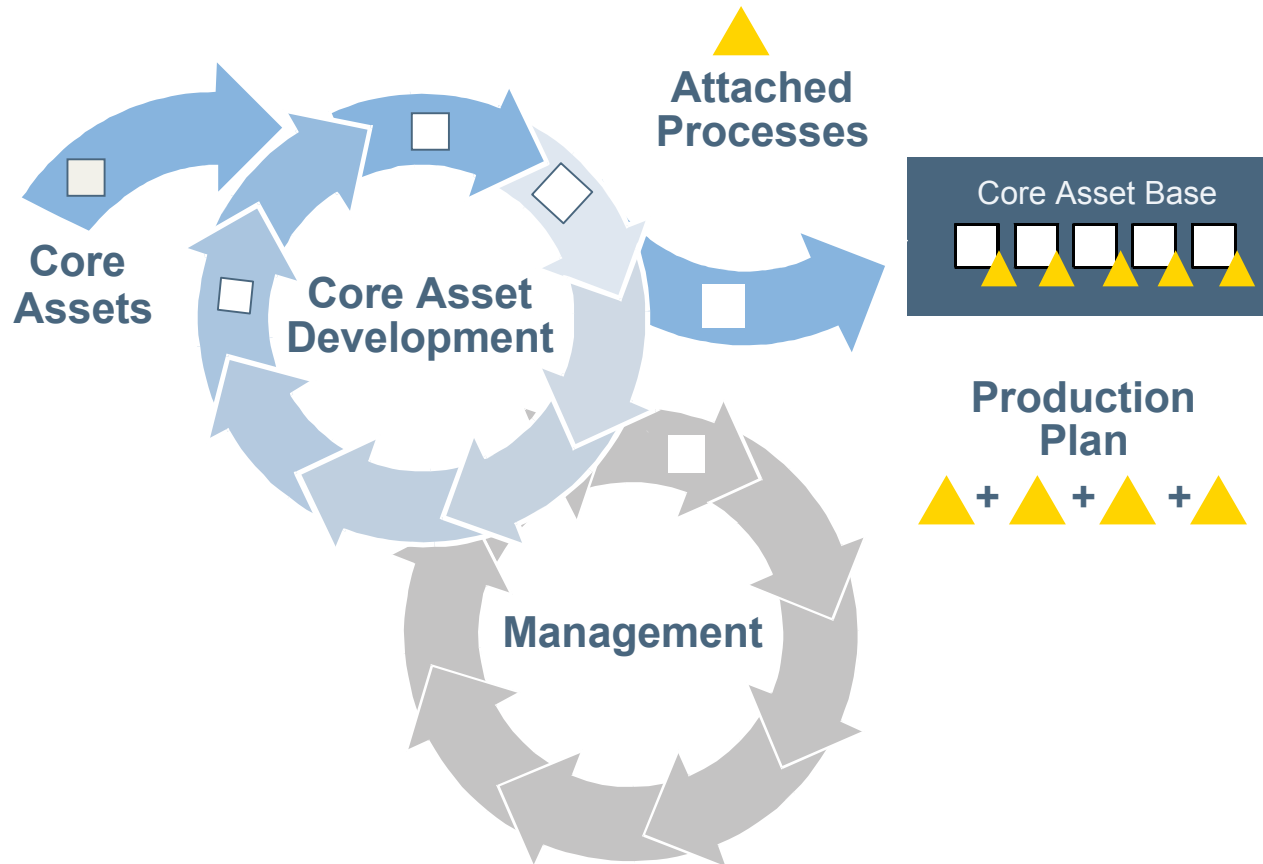 Attached
Processes
Core Asset Base
Core
Assets
Core Asset
Development
Production
Plan
+ + +
Management